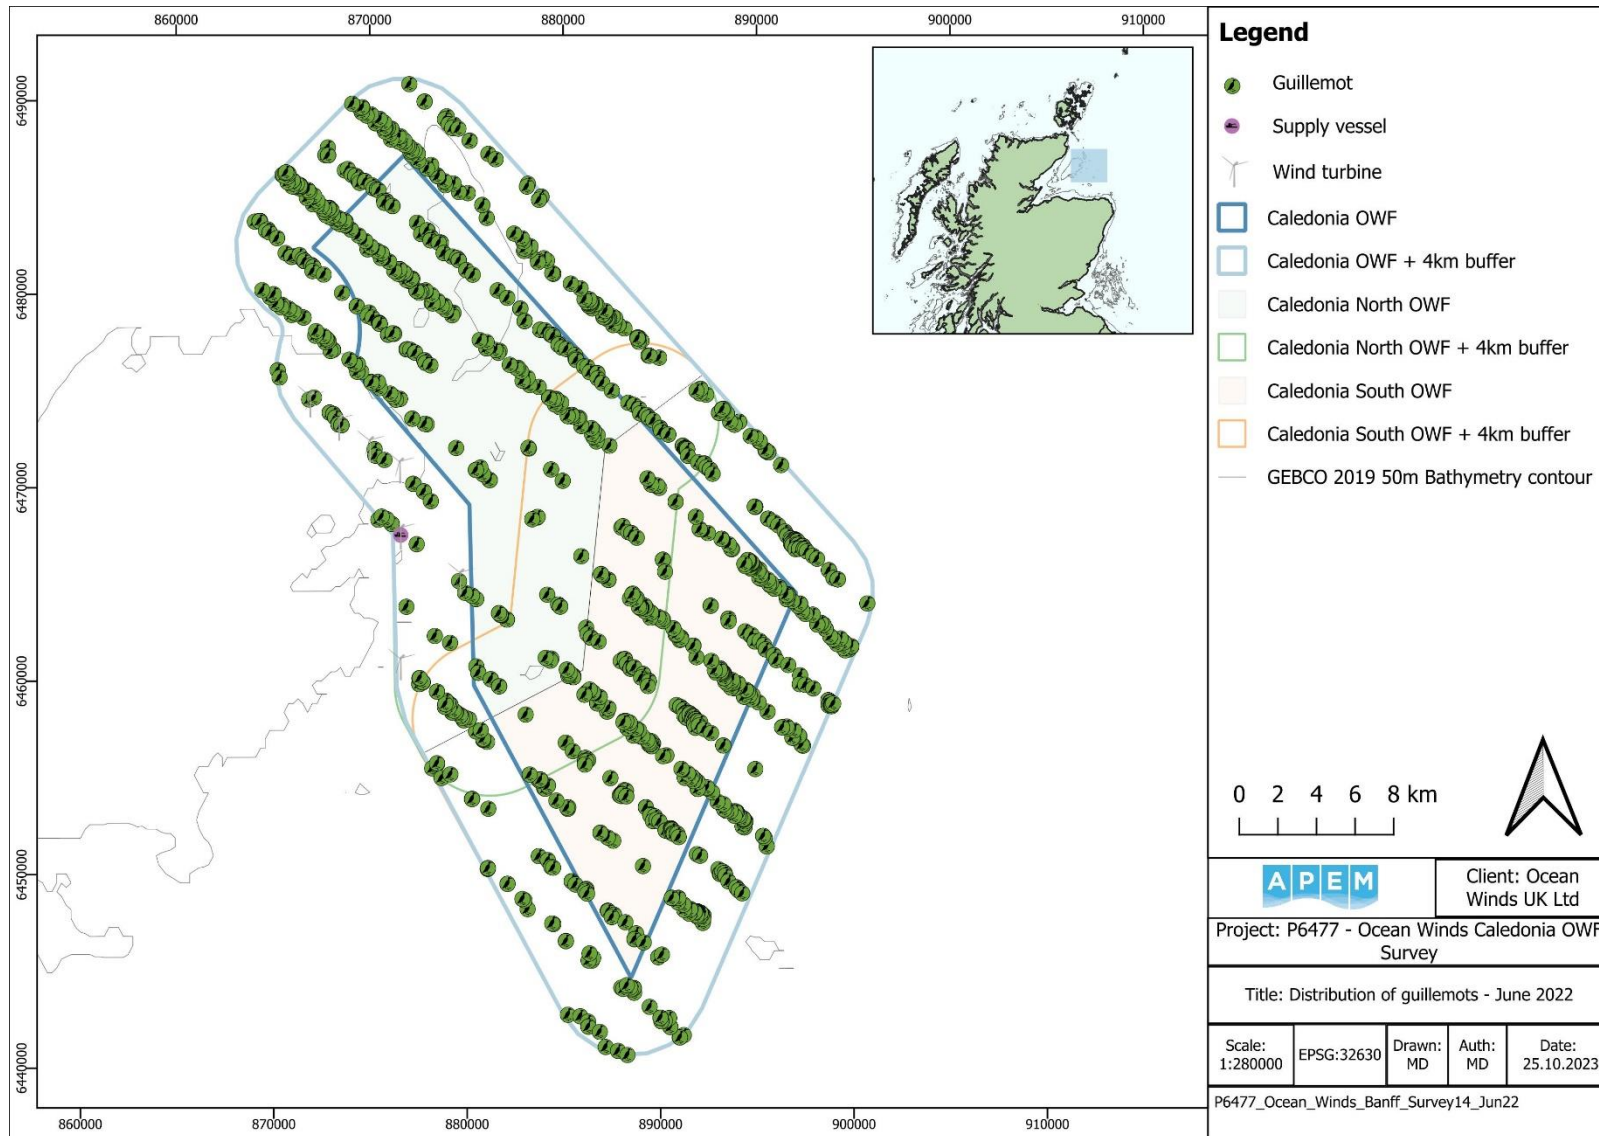 860000 870000 880000 890000 900000 910000
6490000
6480000
6470000
6460000
6450000
6440000
860000 870000 880000 890000 900000 910000
Legend
Guillemot
Supply vessel
Wind turbine
Caledonia OWF
Caledonia OWF + 4km buffer
Caledonia North OWF
Caledonia North OWF + 4km buffer
Caledonia South OWF
Caledonia South OWF + 4km buffer
GEBCO 2019 50m Bathymetry contour
0 2 4 6 8 km
APEM
Client: Ocean
Winds UK Ltd
Project: P6477 - Ocean Winds Caledonia OWF
Survey
Title: Distribution of guillemots - June 2022
Scale:
1:280000
EPSG:32630
Drawn:
MD
Auth:
MD
Date:
25.10.2023
P6477_Ocean_Winds_Banff_Survey14_Jun22